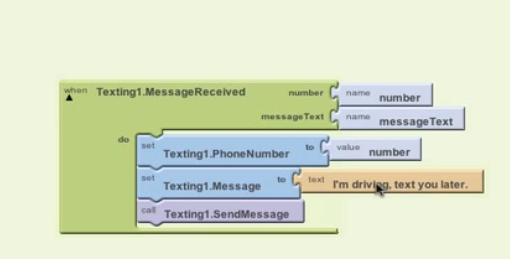 when Texting1.MessageReceived number name number
messageText name messageText
do
set Texting1.PhoneNumber to value number
set Texting1.Message to text I'm driving, text you later.
call Texting1.SendMessage